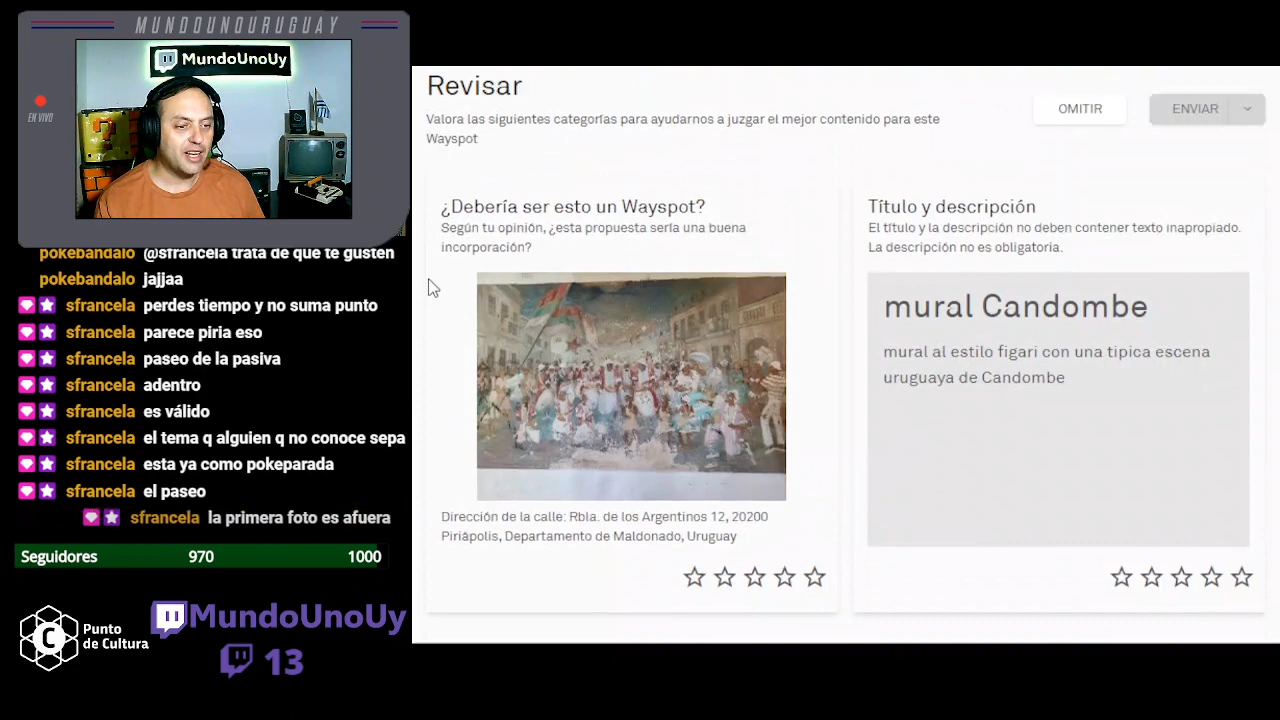 MUNDOUNOURUGUAY
MundoUnoUy
EN VIVO
pokebandalo @sfrancela trata de que te gusten
pokebandalo jajjaa
sfrancela perdes tiempo y no suma punto
sfrancela parece piria eso
sfrancela paseo de la pasiva
sfrancela adentro
sfrancela es válido
sfrancela el tema q alguien q no conoce sepa
sfrancela esta ya como pokeparada
sfrancela el paseo
sfrancela la primera foto es afuera
Seguidores 970 1000
C Punto
de Cultura
MundoUnoUy
13
Revisar
Valora las siguientes categorías para ayudarnos a juzgar el mejor contenido para este
Wayspot
OMITIR
ENVIAR
¿Debería ser esto un Wayspot?
Según tu opinión, ¿esta propuesta sería una buena
incorporación?
Dirección de la calle: Rbla. de los Argentinos 12, 20200
Piriápolis, Departamento de Maldonado, Uruguay
Título y descripción
El título y la descripción no deben contener texto inapropiado.
La descripción no es obligatoria.
mural Candombe
mural al estilo figari con una tipica escena
uruguaya de Candombe